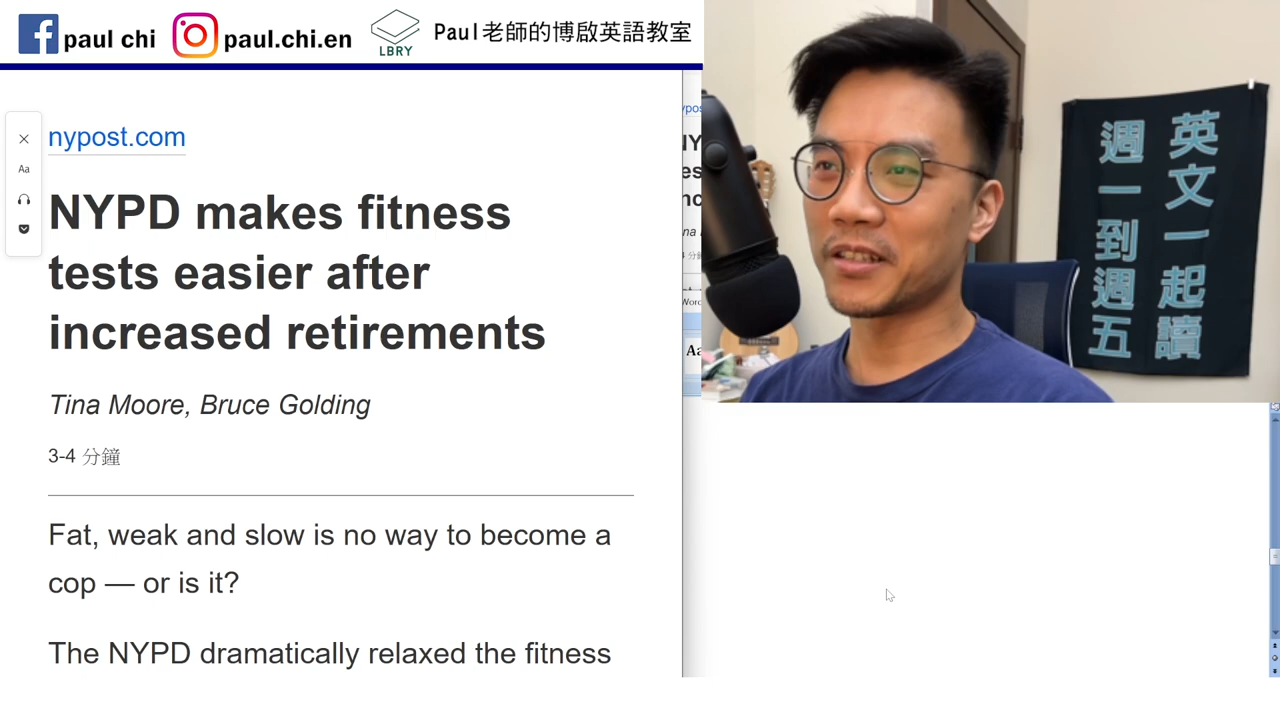 paul chi
paul.chi.en
LBRY
Paul老師的博啟英語教室
nypost.com
Aa
NYPD makes fitness
tests easier after
increased retirements
Tina Moore, Bruce Golding
3-4 分鐘
Fat, weak and slow is no way to become a
cop — or is it?
The NYPD dramatically relaxed the fitness
英文一起讀
週一到週五